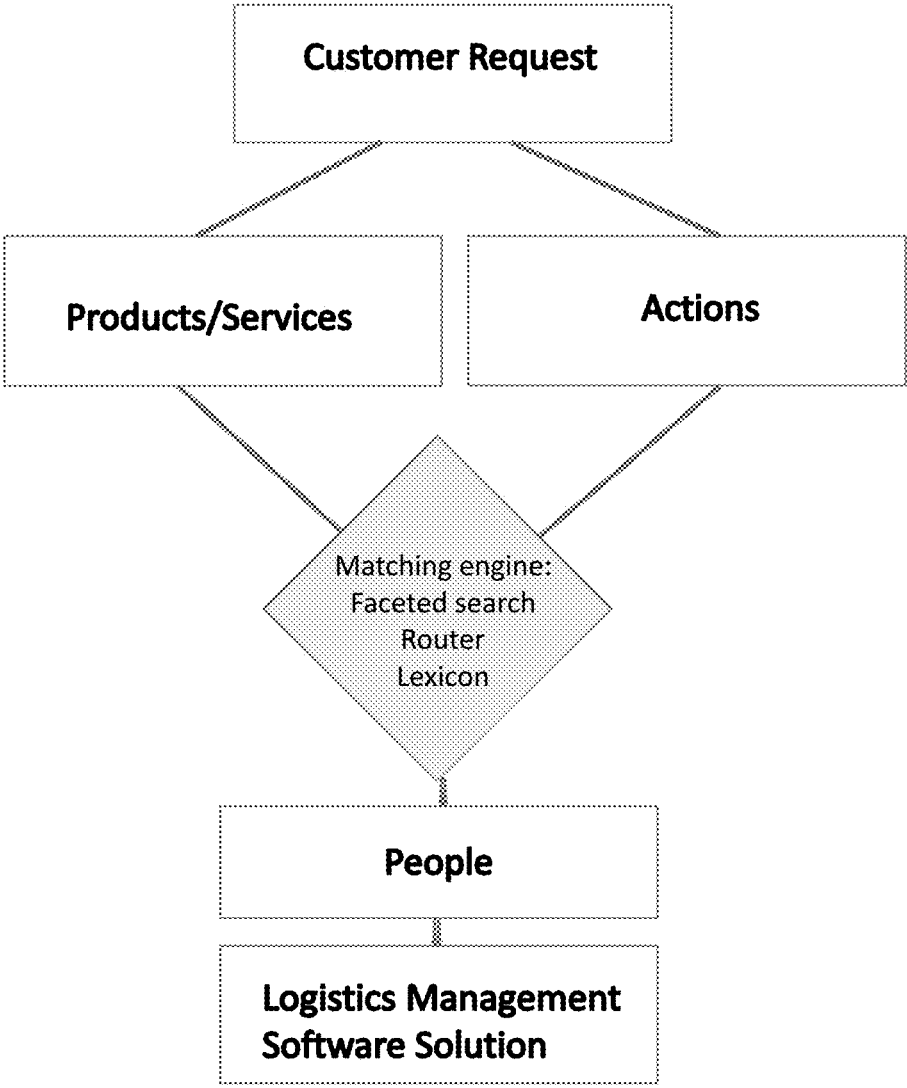 Customer Request
Products/Services
Actions
Matching engine:
Faceted search
Router
Lexicon
People
Logistics Management
Software Solution